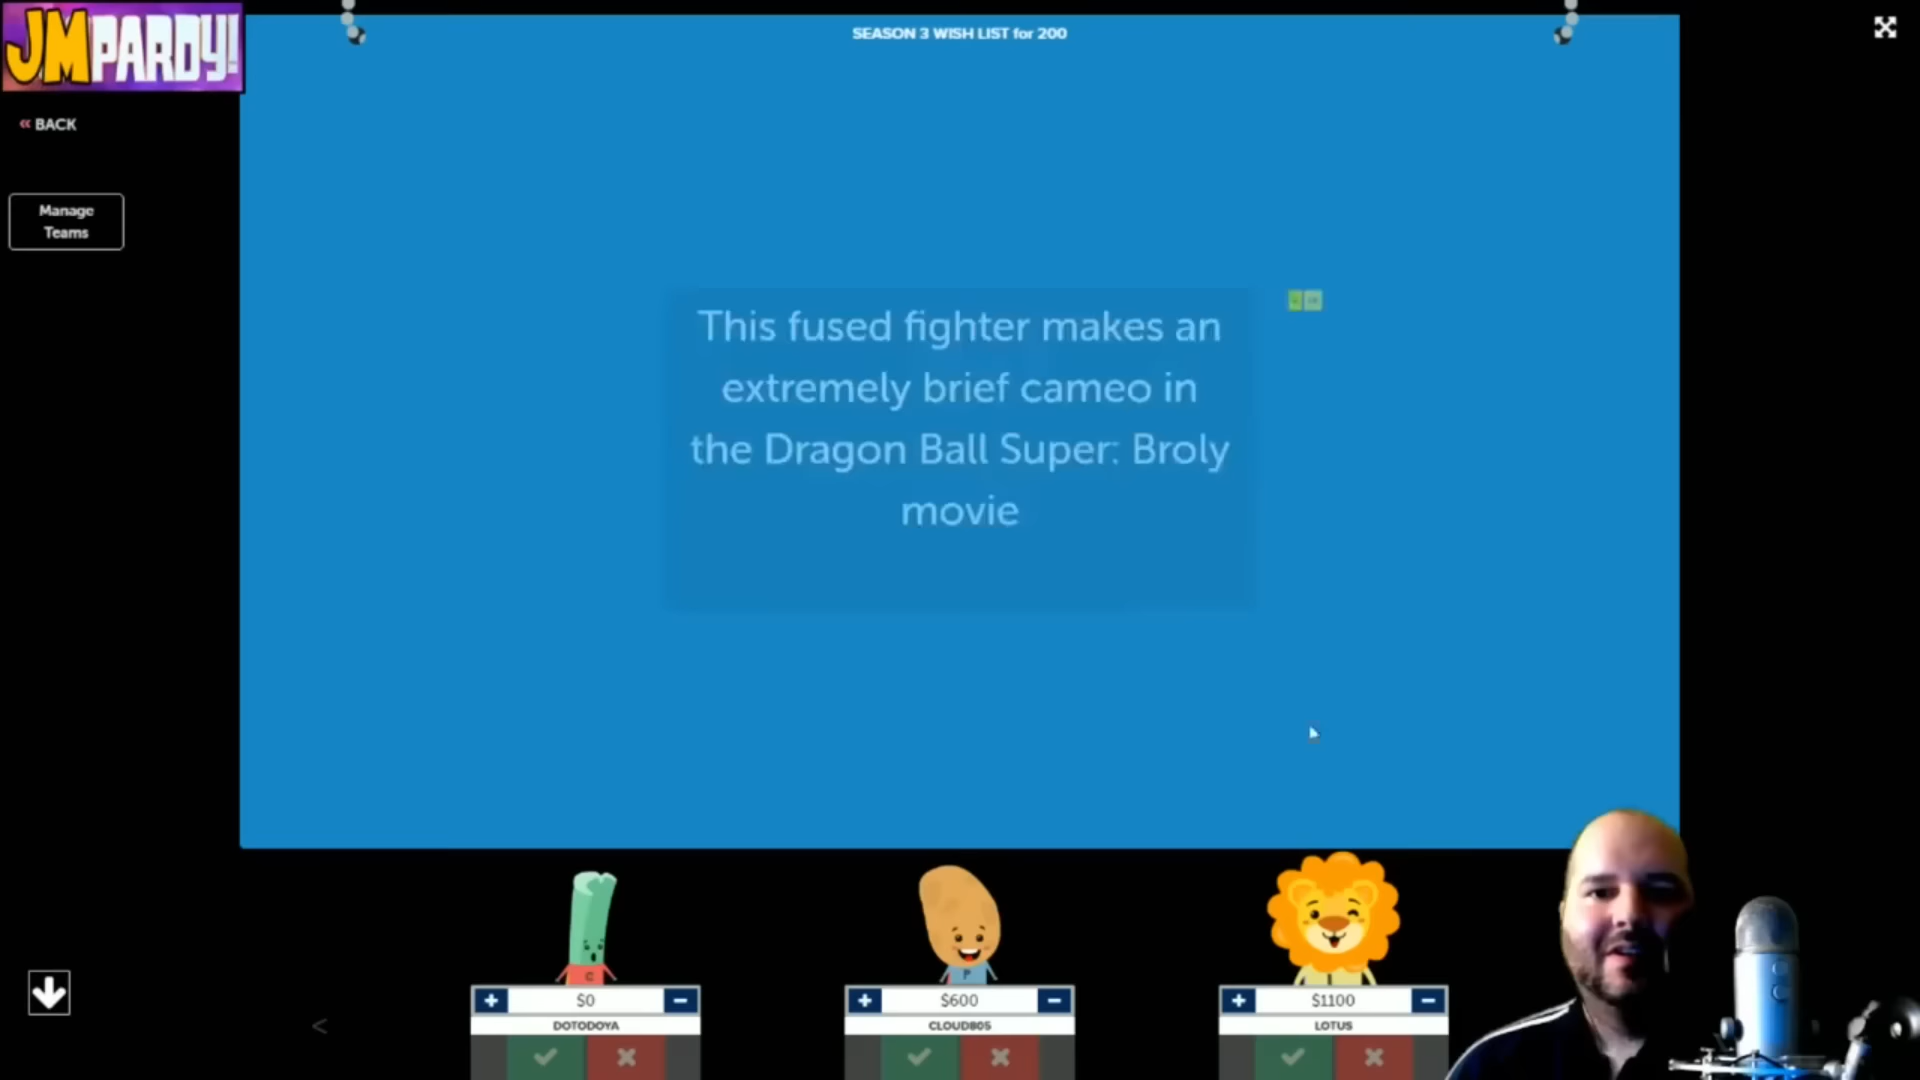 JMPARDY!
SEASON 3 WISH LIST for 200
« BACK
Manage
Teams
This fused fighter makes an
extremely brief cameo in
the Dragon Ball Super: Broly
movie
C
P
+ $0 −
+ $600 −
+ $1100 −
DOTODOYA
CLOUD805
LOTUS